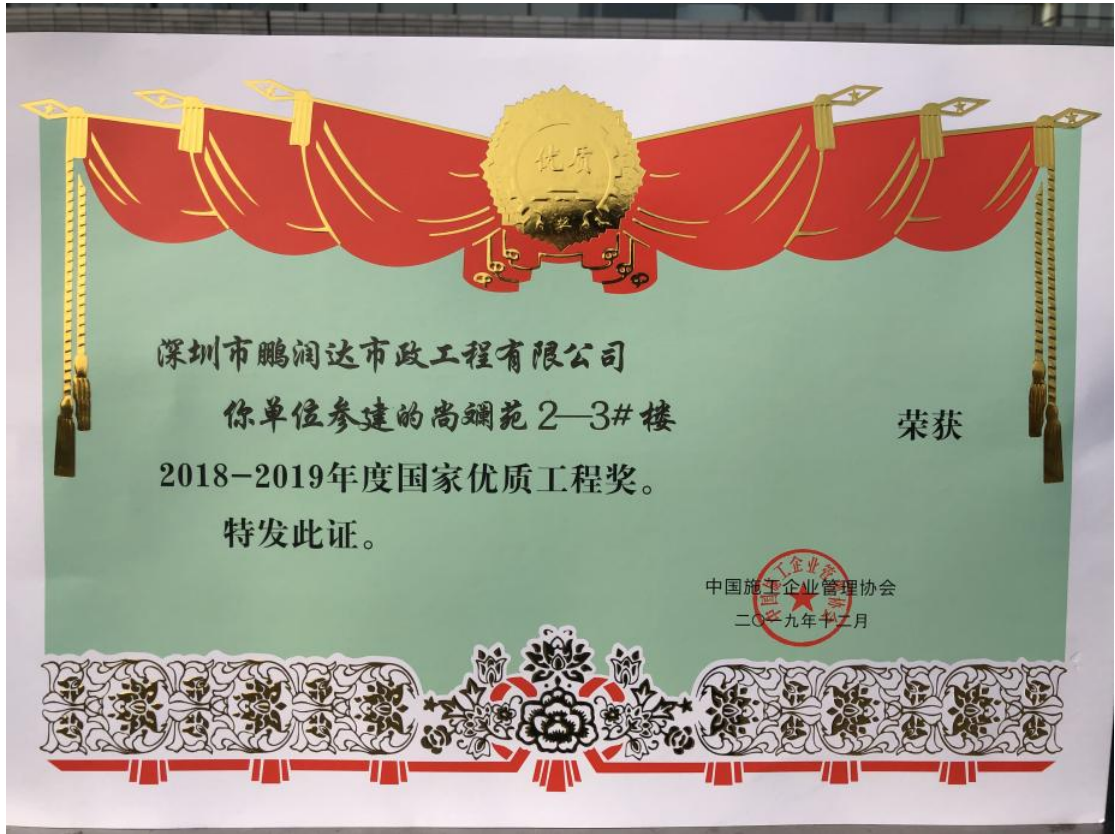 优质
深圳市鹏润达市政工程有限公司
你单位参建的尚斓苑2—3#楼 荣获
2018-2019年度国家优质工程奖。
特发此证。
中国施工企业管理协会
二〇一九年十二月